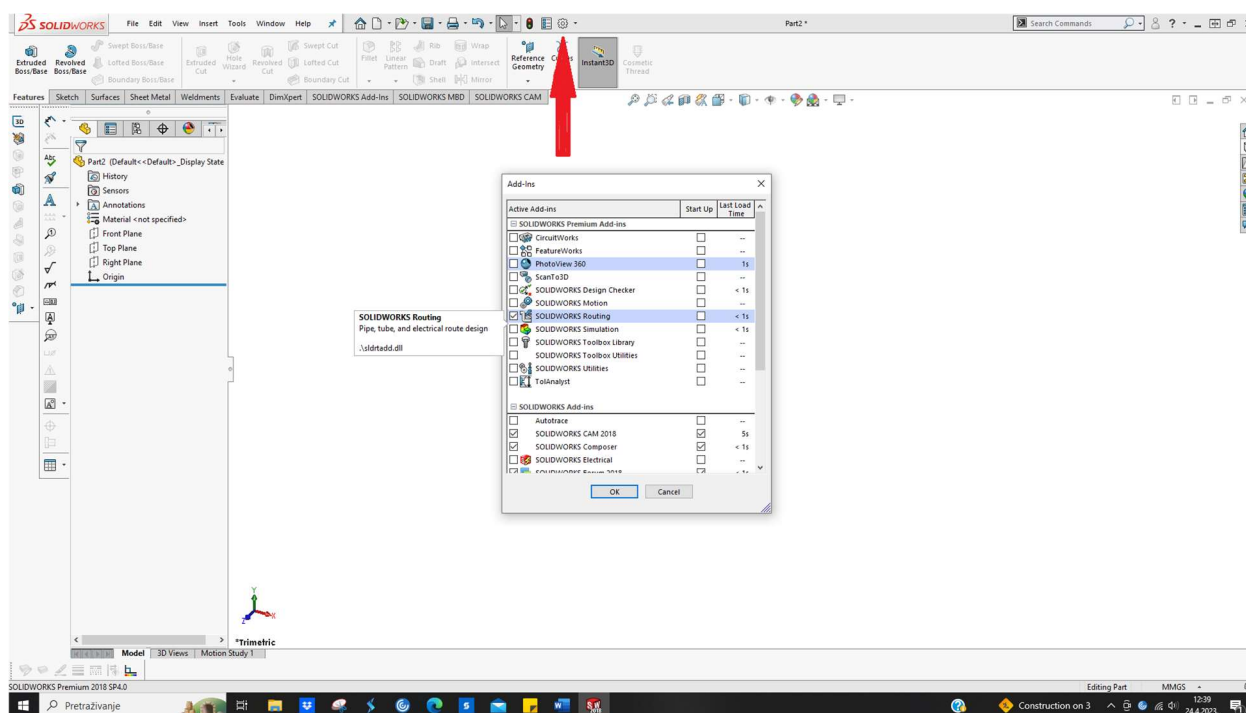 SOLIDWORKS File Edit View Insert Tools Window Help Part2 * Search Commands
Extruded Boss/Base Revolved Boss/Base Swept Boss/Base Lofted Boss/Base Boundary Boss/Base Extruded Cut Hole Wizard Revolved Cut Swept Cut Lofted Cut Boundary Cut Fillet Linear Pattern Rib Draft Shell Wrap Intersect Mirror Reference Geometry Instant3D Cosmetic Thread
Features Sketch Surfaces Sheet Metal Weldments Evaluate DimXpert SOLIDWORKS Add-Ins SOLIDWORKS MBD SOLIDWORKS CAM
Part2 (Default<<Default>_Display State
History
Sensors
Annotations
Material <not specified>
Front Plane
Top Plane
Right Plane
Origin
Add-Ins
Active Add-ins Start Up Last Load Time
SOLIDWORKS Premium Add-ins
CircuitWorks --
FeatureWorks --
PhotoView 360 1s
ScanTo3D --
SOLIDWORKS Design Checker < 1s
SOLIDWORKS Motion --
SOLIDWORKS Routing < 1s
SOLIDWORKS Simulation < 1s
SOLIDWORKS Toolbox Library --
SOLIDWORKS Toolbox Utilities --
SOLIDWORKS Utilities --
TolAnalyst --
SOLIDWORKS Add-ins
Autotrace --
SOLIDWORKS CAM 2018 5s
SOLIDWORKS Composer < 1s
SOLIDWORKS Electrical --
SOLIDWORKS Forum 2018 < 1s
OK Cancel
SOLIDWORKS Routing
Pipe, tube, and electrical route design
.\sldrtadd.dll
*Trimetric
Model 3D Views Motion Study 1
SOLIDWORKS Premium 2018 SP4.0 Editing Part MMGS
Pretraživanje Construction on 3 12:39
24.4.2023.